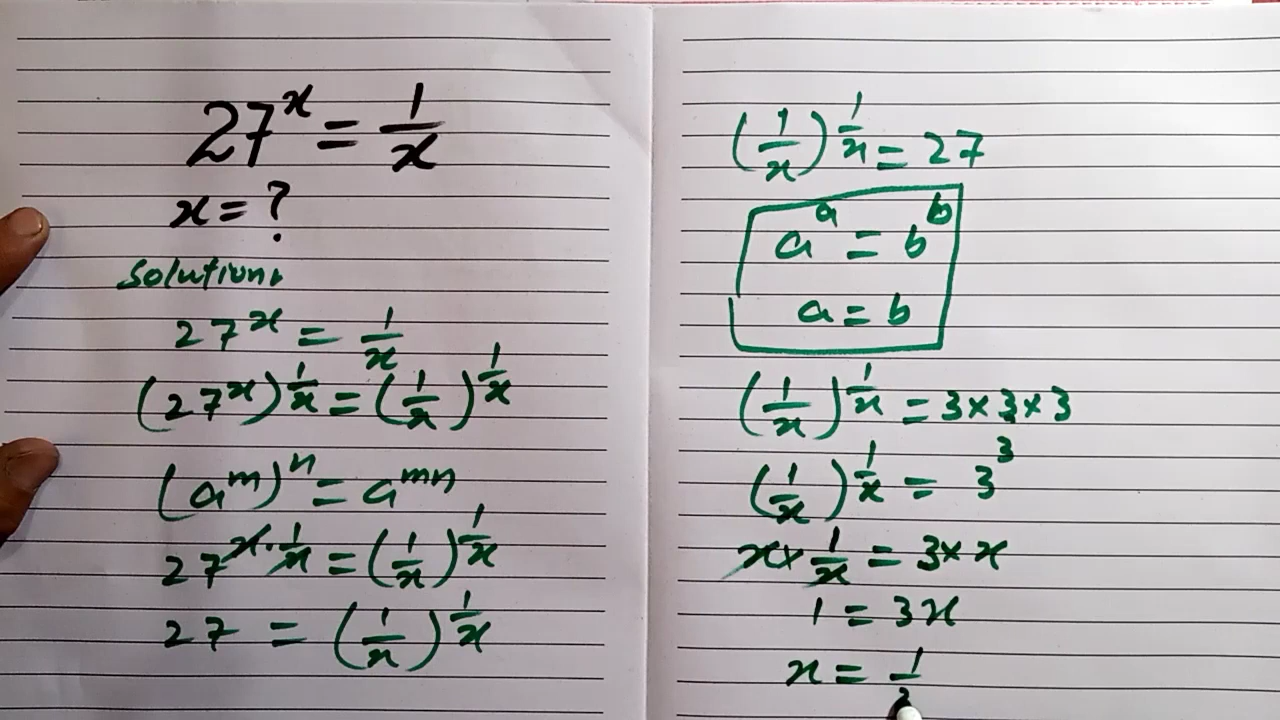 27^x = 1/x
x = ?
Solution:
27^x = 1/x
(27^x)^(1/x) = (1/x)^(1/x)
(a^m)^n = a^mn
27^(x·1/x) = (1/x)^(1/x)
27 = (1/x)^(1/x)
(1/x)^(1/x) = 27
a^a = b^b
a = b
(1/x)^(1/x) = 3×3×3
(1/x)^(1/x) = 3^3
x × 1/x = 3 × x
1 = 3x
x = 1/